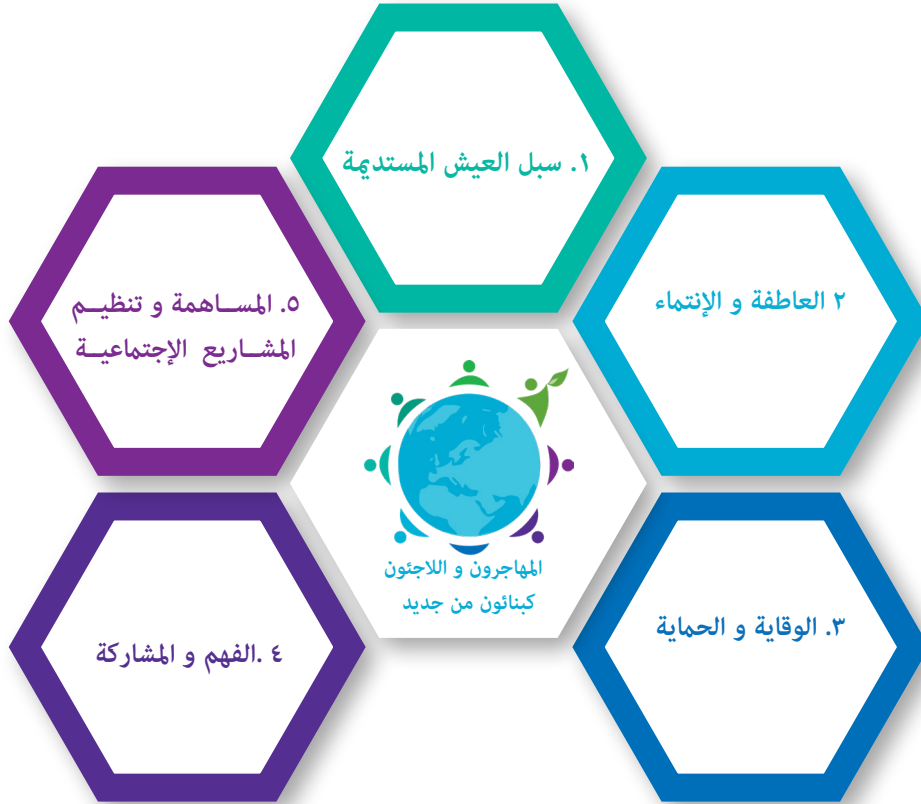 ١. سبل العيش المستديمة
٢ العاطفة و الإنتماء
٣. الوقاية و الحماية
٤ .الفهم و المشاركة
٥. المساهمة و تنظيم
المشاريع الإجتماعية
المهاجرون و اللاجئون
كبنائون من جديد